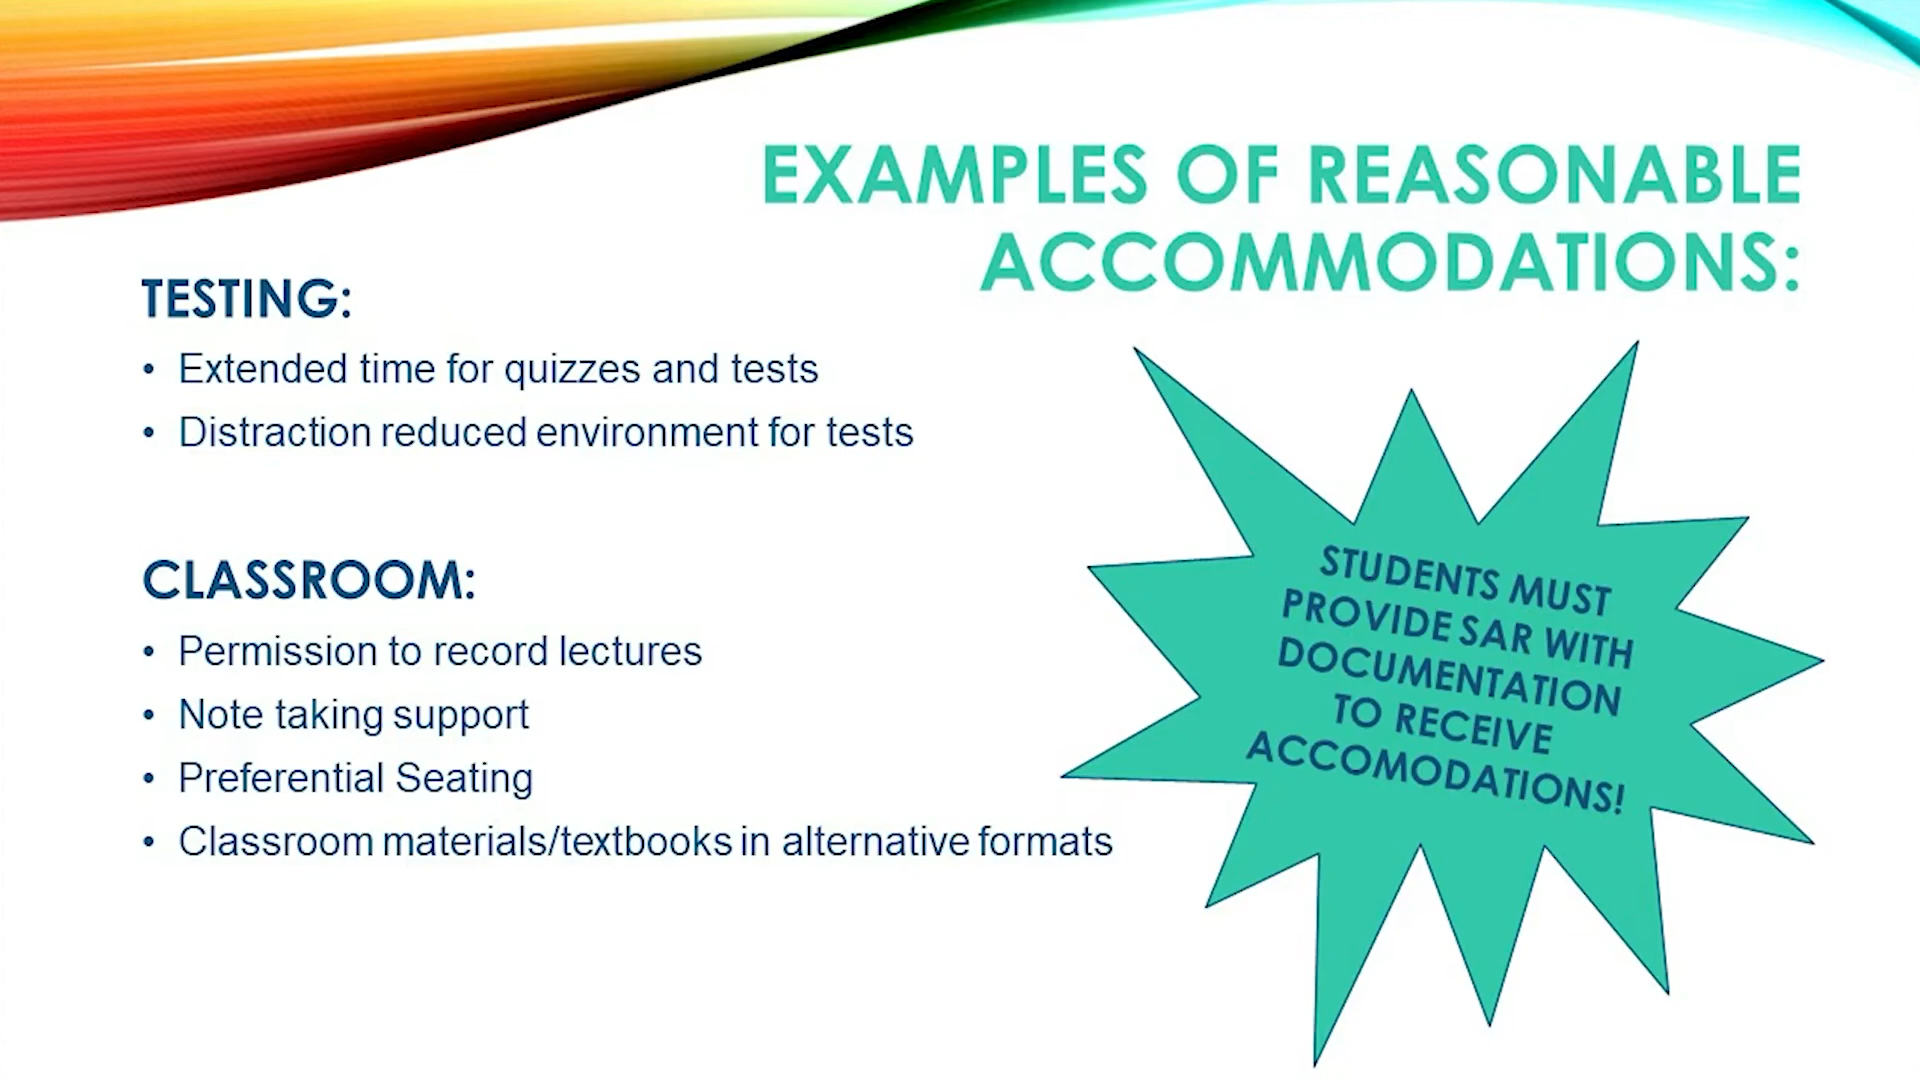 EXAMPLES OF REASONABLE
ACCOMMODATIONS:
TESTING:
• Extended time for quizzes and tests
• Distraction reduced environment for tests
CLASSROOM:
• Permission to record lectures
• Note taking support
• Preferential Seating
• Classroom materials/textbooks in alternative formats
STUDENTS MUST
PROVIDE SAR WITH
DOCUMENTATION
TO RECEIVE
ACCOMODATIONS!